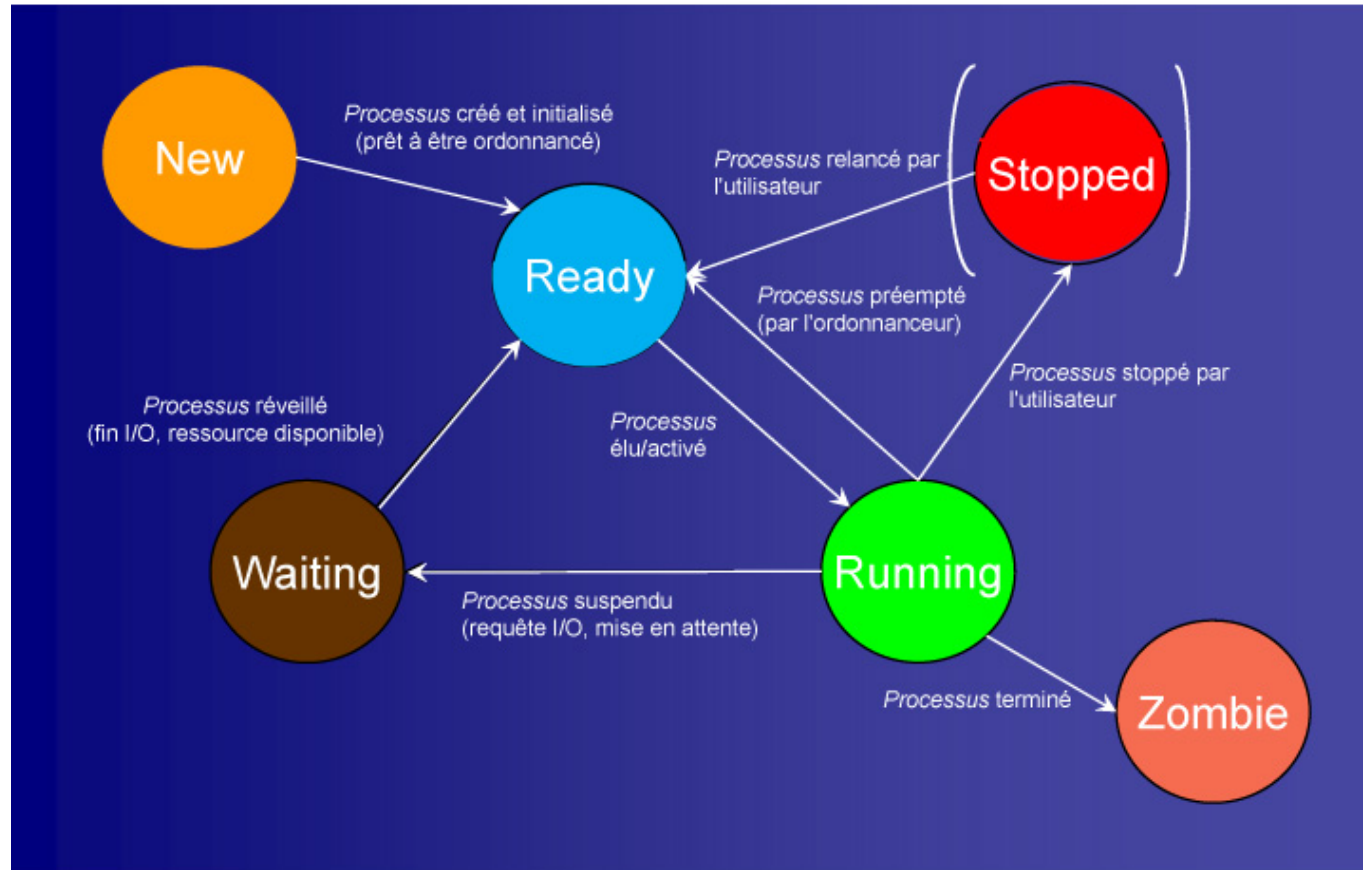 New
Processus créé et initialisé
(prêt à être ordonnancé)
Stopped
Processus relancé par
l'utilisateur
Ready
Processus préempté
(par l'ordonnanceur)
Processus stoppé par
l'utilisateur
Processus réveillé
(fin I/O, ressource disponible)
Processus
élu/activé
Waiting
Running
Processus suspendu
(requête I/O, mise en attente)
Processus terminé
Zombie